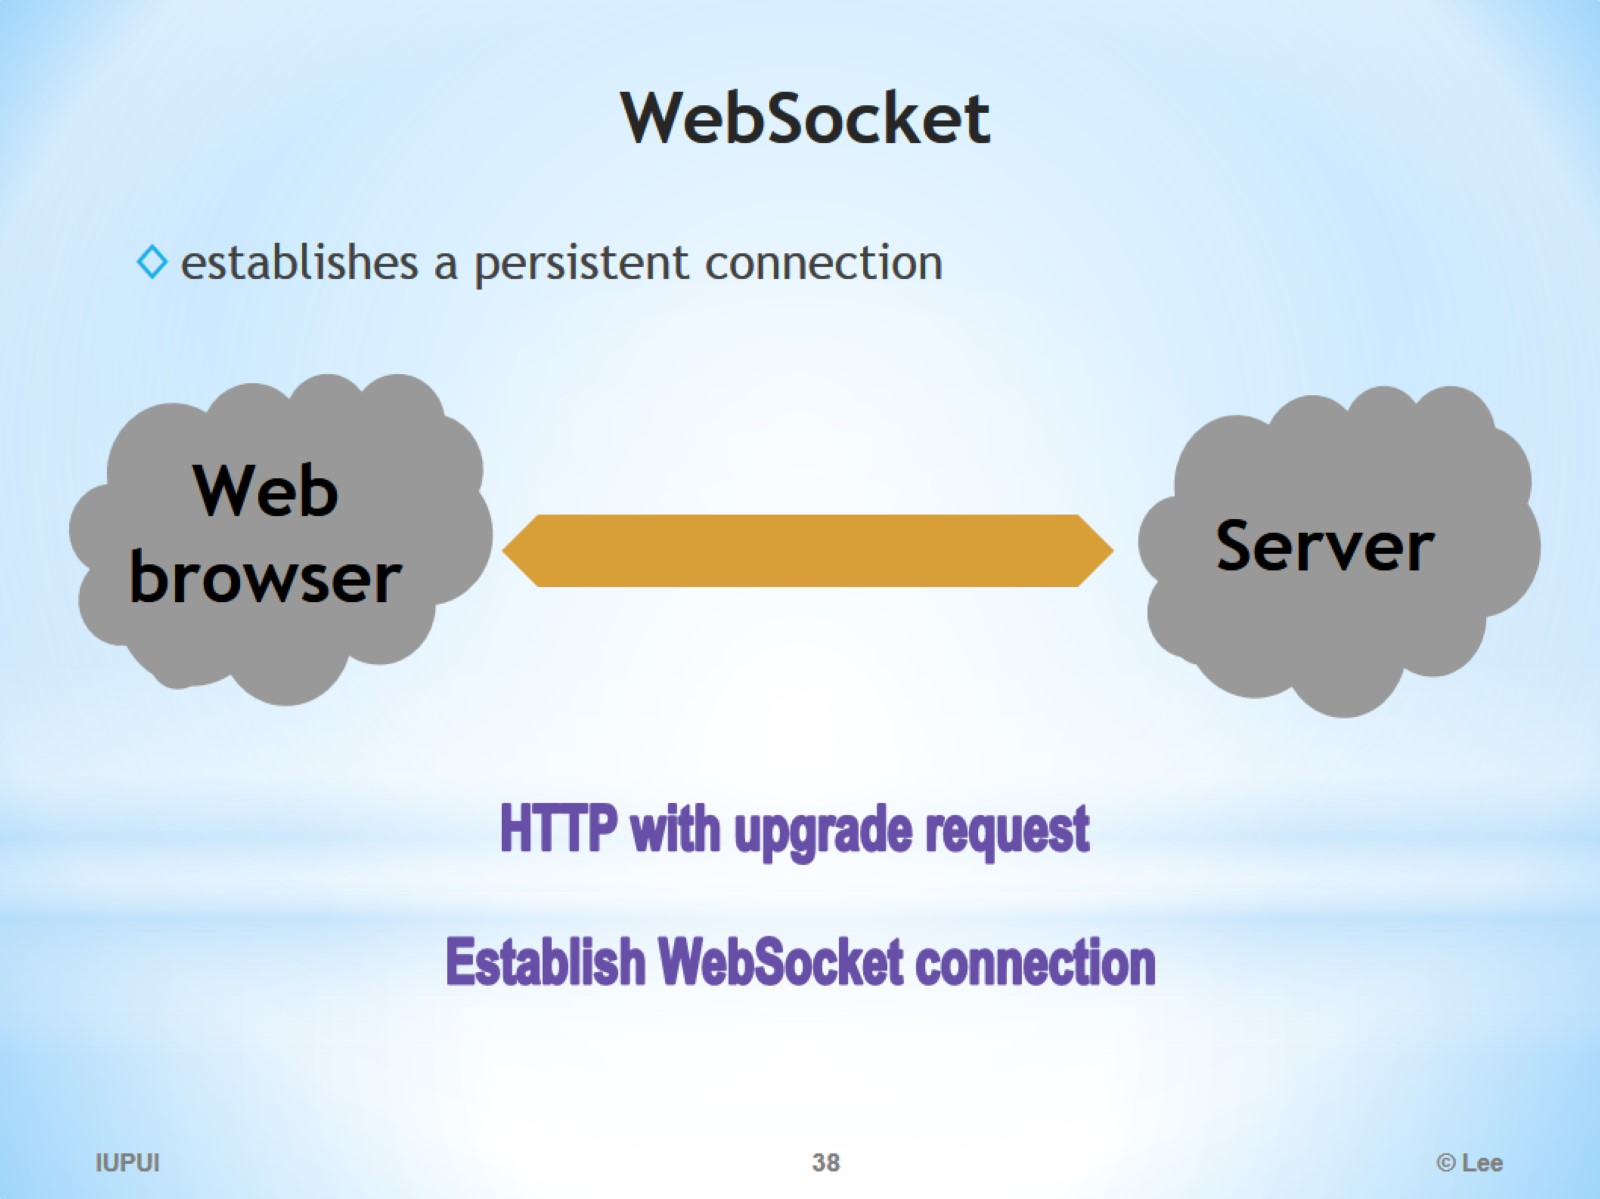 WebSocket
establishes a persistent connection
Web
browser
Server
HTTP with upgrade request
Establish WebSocket connection
IUPUI
38
© Lee